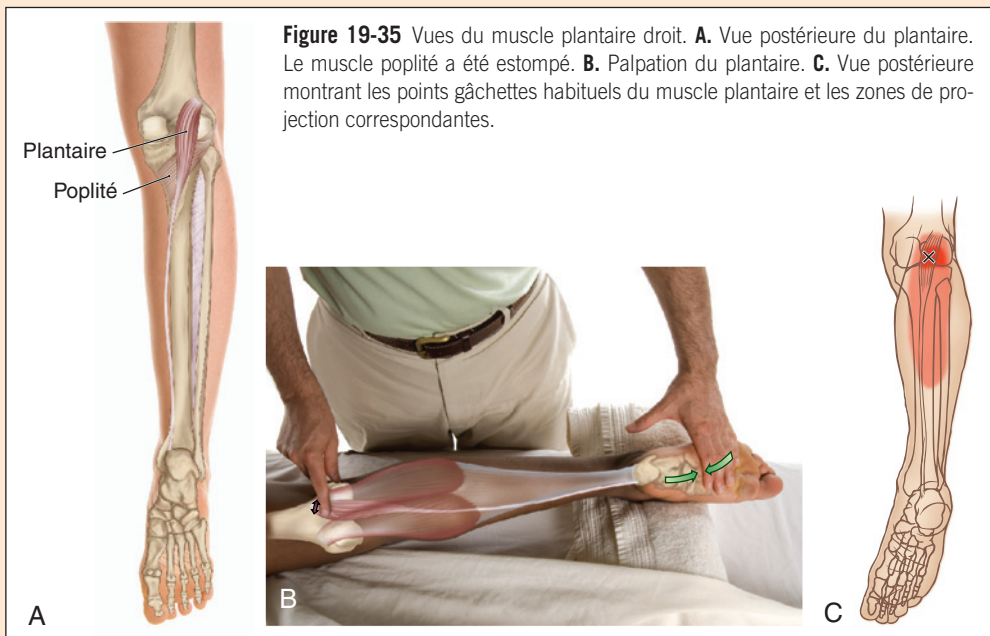 Figure 19-35 Vues du muscle plantaire droit. A. Vue postérieure du plantaire.
Le muscle poplité a été estompé. B. Palpation du plantaire. C. Vue postérieure
montrant les points gâchettes habituels du muscle plantaire et les zones de pro-
jection correspondantes.
Plantaire
Poplité
A
B
C